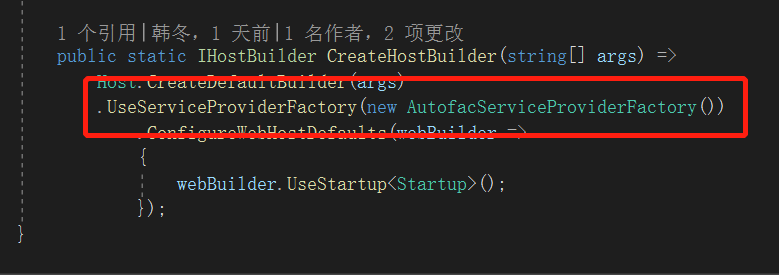 1 个引用|韩冬，1 天前|1 名作者，2 项更改
public static IHostBuilder CreateHostBuilder(string[] args) =>
Host.CreateDefaultBuilder(args)
.UseServiceProviderFactory(new AutofacServiceProviderFactory())
.ConfigureWebHostDefaults(webBuilder =>
{
webBuilder.UseStartup<Startup>();
});
}